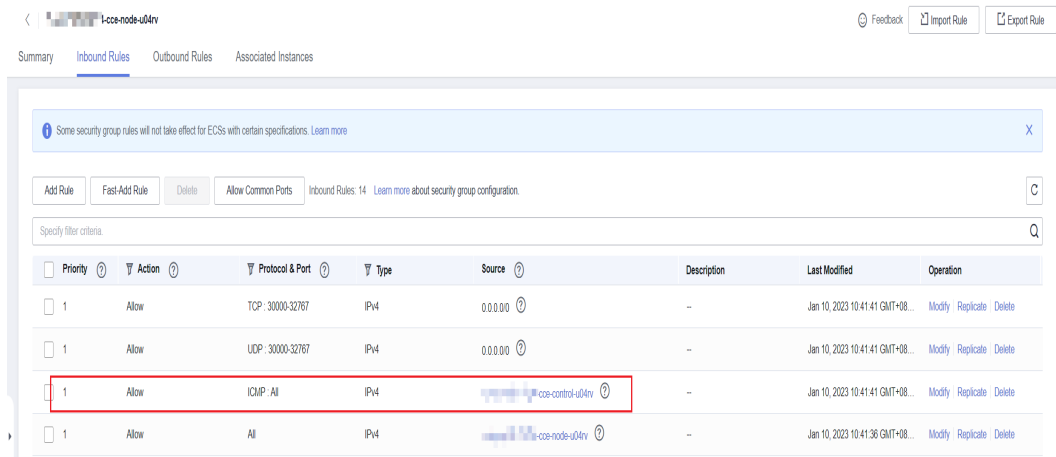 -cce-node-u04rv Feedback Import Rule Export Rule
Summary Inbound Rules Outbound Rules Associated Instances
Some security group rules will not take effect for ECSs with certain specifications. Learn more X
Add Rule Fast-Add Rule Delete Allow Common Ports Inbound Rules: 14 Learn more about security group configuration.
Specify filter criteria.
Priority Action Protocol & Port Type Source Description Last Modified Operation
1 Allow TCP : 30000-32767 IPv4 0.0.0.0/0 -- Jan 10, 2023 10:41:41 GMT+08... Modify Replicate Delete
1 Allow UDP : 30000-32767 IPv4 0.0.0.0/0 -- Jan 10, 2023 10:41:41 GMT+08... Modify Replicate Delete
1 Allow ICMP : All IPv4 -cce-control-u04rv -- Jan 10, 2023 10:41:41 GMT+08... Modify Replicate Delete
1 Allow All IPv4 -cce-node-u04rv -- Jan 10, 2023 10:41:36 GMT+08... Modify Replicate Delete